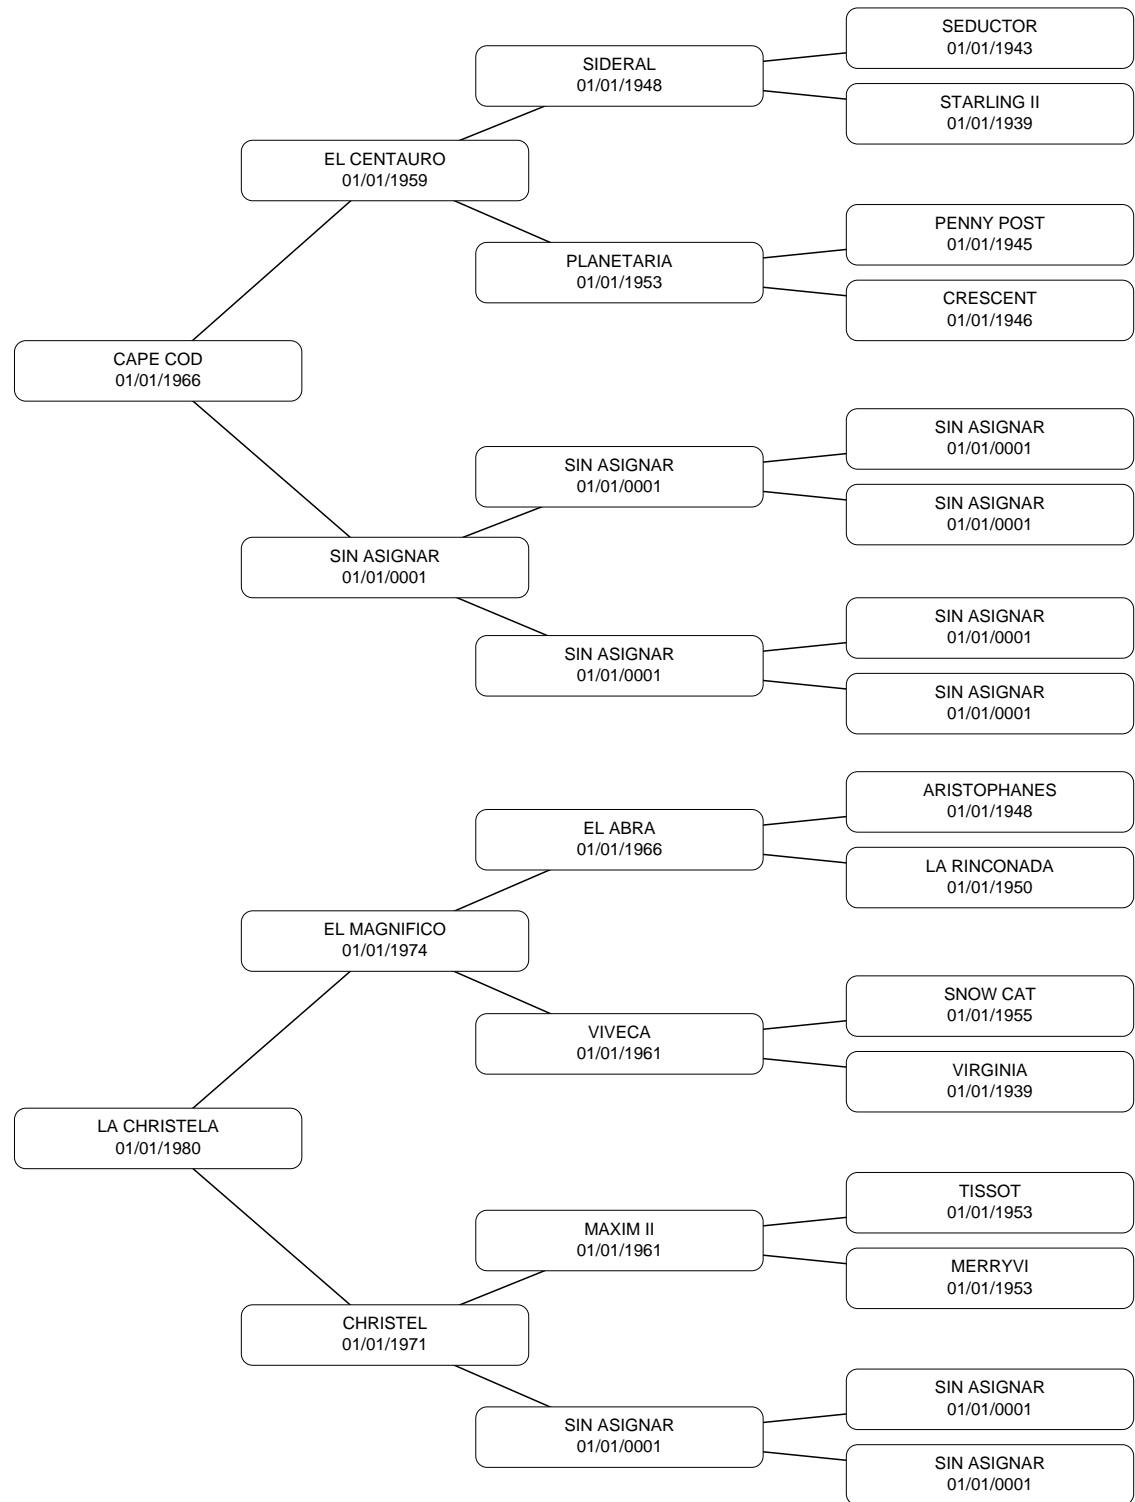 SEDUCTOR
01/01/1943
SIDERAL
01/01/1948
STARLING II
01/01/1939
EL CENTAURO
01/01/1959
PENNY POST
01/01/1945
PLANETARIA
01/01/1953
CRESCENT
01/01/1946
CAPE COD
01/01/1966
SIN ASIGNAR
01/01/0001
SIN ASIGNAR
01/01/0001
SIN ASIGNAR
01/01/0001
SIN ASIGNAR
01/01/0001
SIN ASIGNAR
01/01/0001
SIN ASIGNAR
01/01/0001
SIN ASIGNAR
01/01/0001
ARISTOPHANES
01/01/1948
EL ABRA
01/01/1966
LA RINCONADA
01/01/1950
EL MAGNIFICO
01/01/1974
SNOW CAT
01/01/1955
VIVECA
01/01/1961
VIRGINIA
01/01/1939
LA CHRISTELA
01/01/1980
TISSOT
01/01/1953
MAXIM II
01/01/1961
MERRYVI
01/01/1953
CHRISTEL
01/01/1971
SIN ASIGNAR
01/01/0001
SIN ASIGNAR
01/01/0001
SIN ASIGNAR
01/01/0001